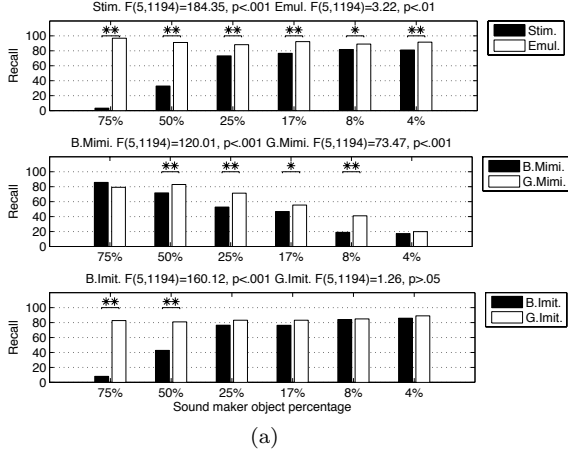 Stim. F(5,1194)=184.35, p<.001 Emul. F(5,1194)=3.22, p<.01
** ** ** ** * **
100
80
60
40
20
0
Recall
75% 50% 25% 17% 8% 4%
Stim.
Emul.
B.Mimi. F(5,1194)=120.01, p<.001 G.Mimi. F(5,1194)=73.47, p<.001
** ** * **
100
80
60
40
20
0
Recall
75% 50% 25% 17% 8% 4%
B.Mimi.
G.Mimi.
B.Imit. F(5,1194)=160.12, p<.001 G.Imit. F(5,1194)=1.26, p>.05
** **
100
80
60
40
20
0
Recall
75% 50% 25% 17% 8% 4%
Sound maker object percentage
B.Imit.
G.Imit.
(a)